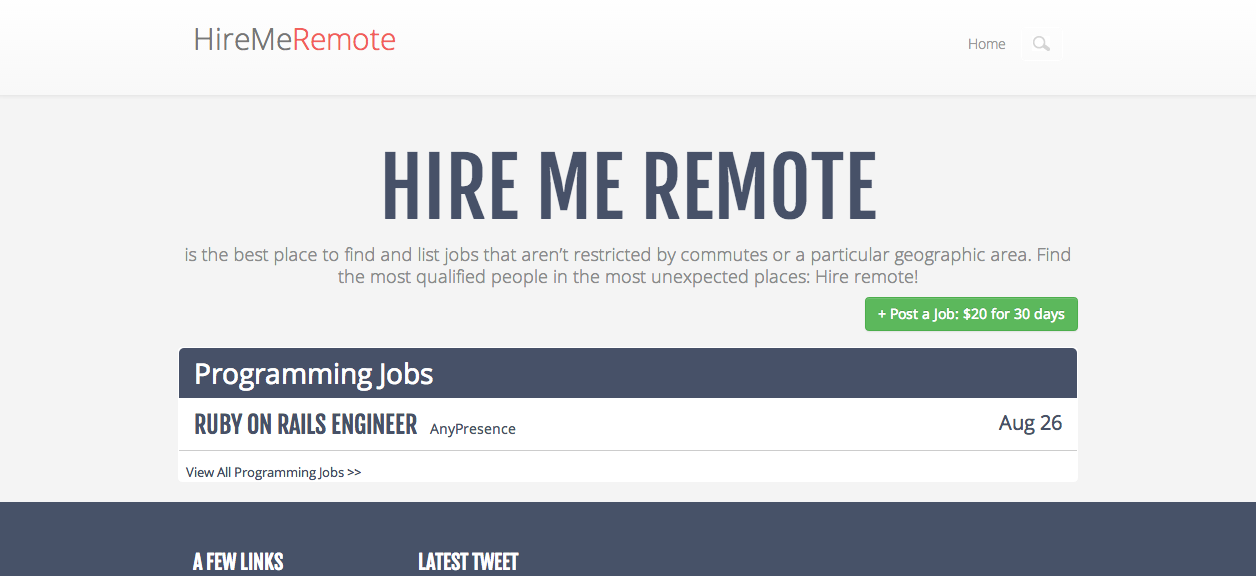 HireMeRemote
Home
HIRE ME REMOTE
is the best place to find and list jobs that aren’t restricted by commutes or a particular geographic area. Find
the most qualified people in the most unexpected places: Hire remote!
+ Post a Job: $20 for 30 days
Programming Jobs
RUBY ON RAILS ENGINEER AnyPresence Aug 26
View All Programming Jobs >>
A FEW LINKS LATEST TWEET